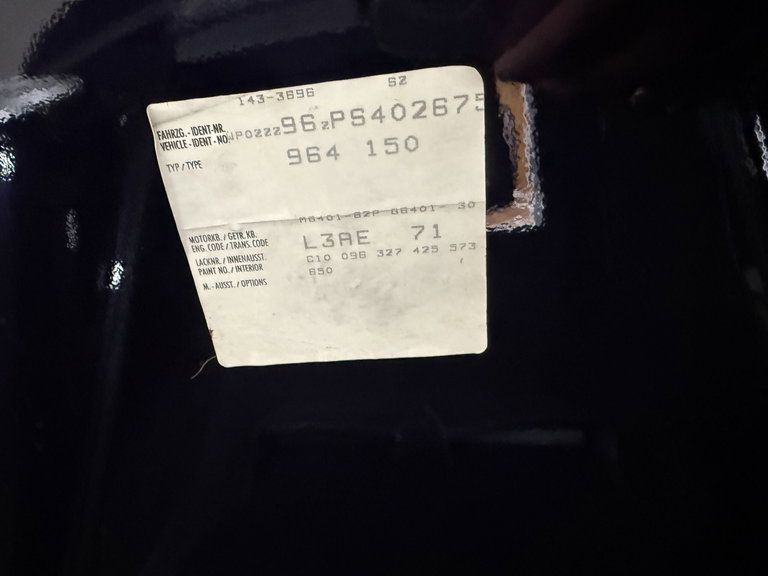 143-3696 SZ
FAHRZG.-IDENT-NR. WP0ZZZ96ZPS402675
VEHICLE-IDENT-NO.
TYP/TYPE 964 150
M6401-62P G6401- 30
MOTORKB./GETR.KB. L3AE 71
ENG.CODE/TRANS.CODE
LACKNR./INNENAUSST. C10 096 327 425 573
PAINT NO./INTERIOR 650
M.-AUSST./OPTIONS